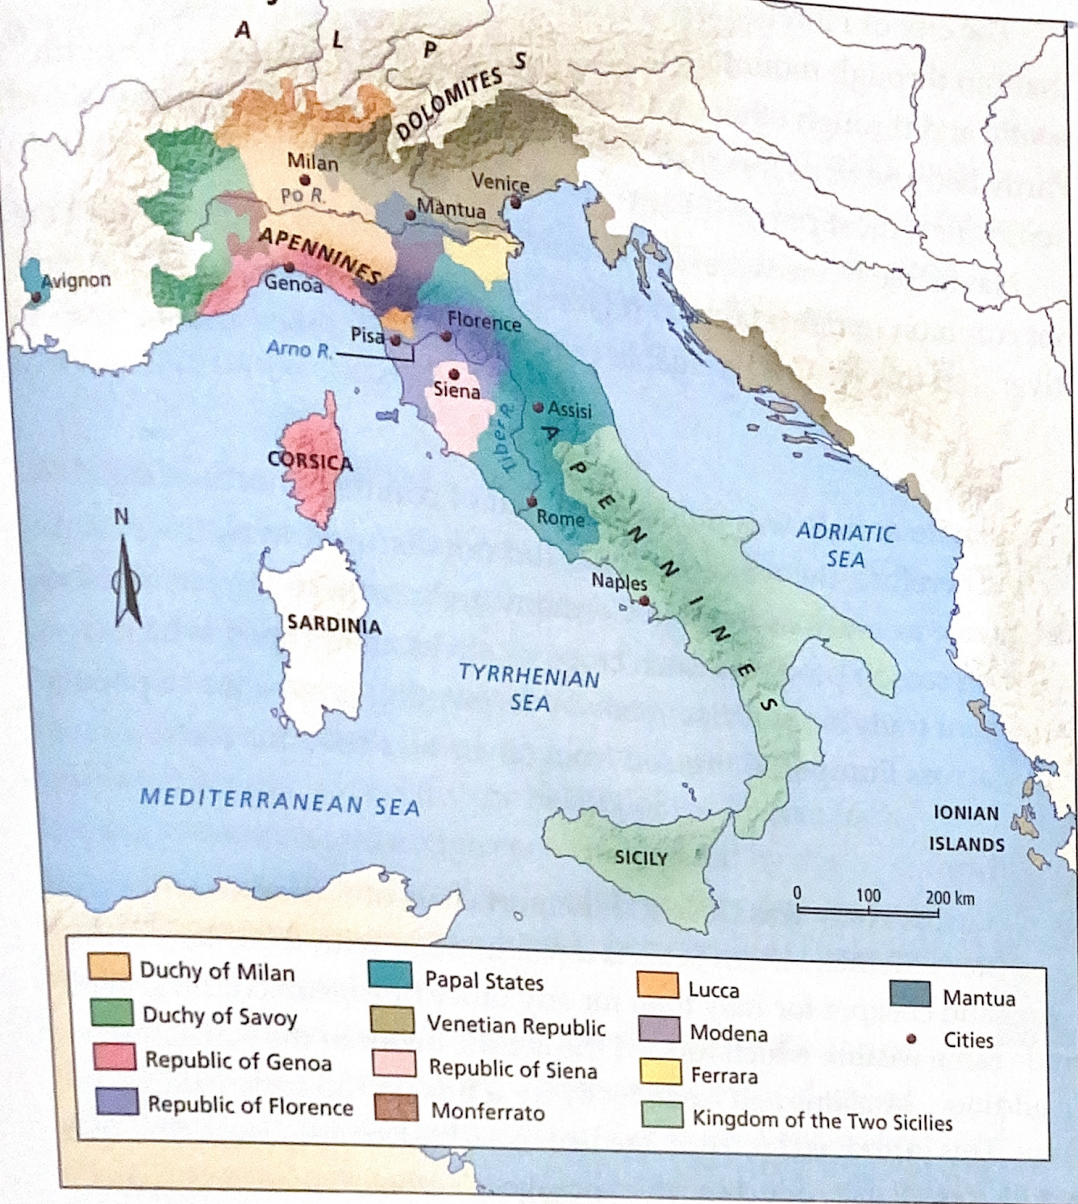 A L P S
DOLOMITES
Milan
Po R.
Venice
Mantua
APENNINES
Avignon
Genoa
Florence
Pisa
Arno R.
Siena
Tiber R.
Assisi
APENNINES
CORSICA
Rome
N
ADRIATIC
SEA
Naples
SARDINIA
TYRRHENIAN
SEA
MEDITERRANEAN SEA
IONIAN
ISLANDS
SICILY
0 100 200 km
Duchy of Milan
Duchy of Savoy
Republic of Genoa
Republic of Florence
Papal States
Venetian Republic
Republic of Siena
Monferrato
Lucca
Modena
Ferrara
Kingdom of the Two Sicilies
Mantua
Cities